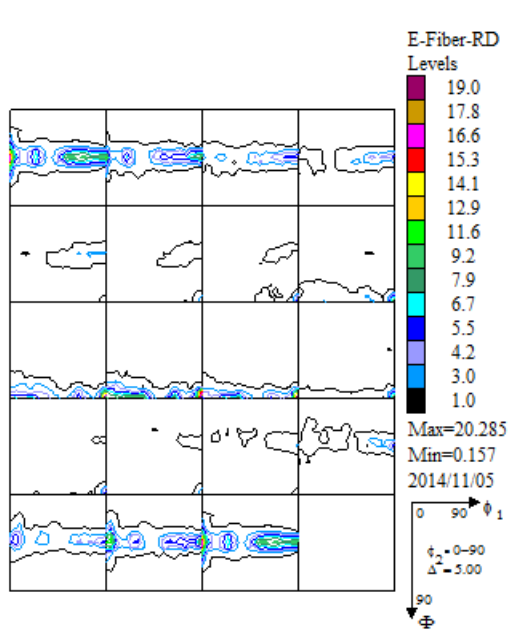 E-Fiber-RD
Levels
19.0
17.8
16.6
15.3
14.1
12.9
11.6
9.2
7.9
6.7
5.5
4.2
3.0
1.0
Max=20.285
Min=0.157
2014/11/05
0 90 ϕ1
ϕ2=0-90
Δ=5.00
90
Φ